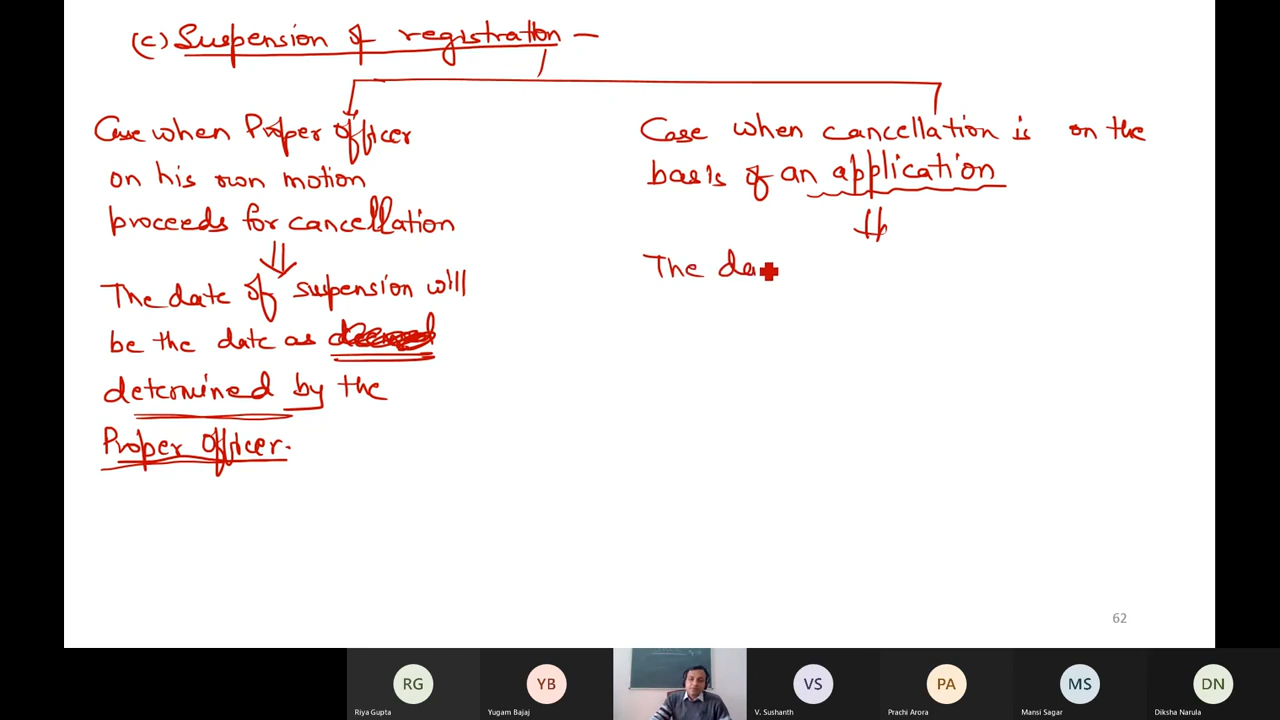 (c) Suspension of registration –
Case when Proper officer
on his own motion
proceeds for cancellation
The date of suspension will
be the date as
determined by the
Proper Officer.
Case when cancellation is on the
basis of an application
The da
62
RG
YB
VS
PA
MS
DN
Riya Gupta
Yugam Bajaj
V. Sushanth
Prachi Arora
Mansi Sagar
Diksha Narula